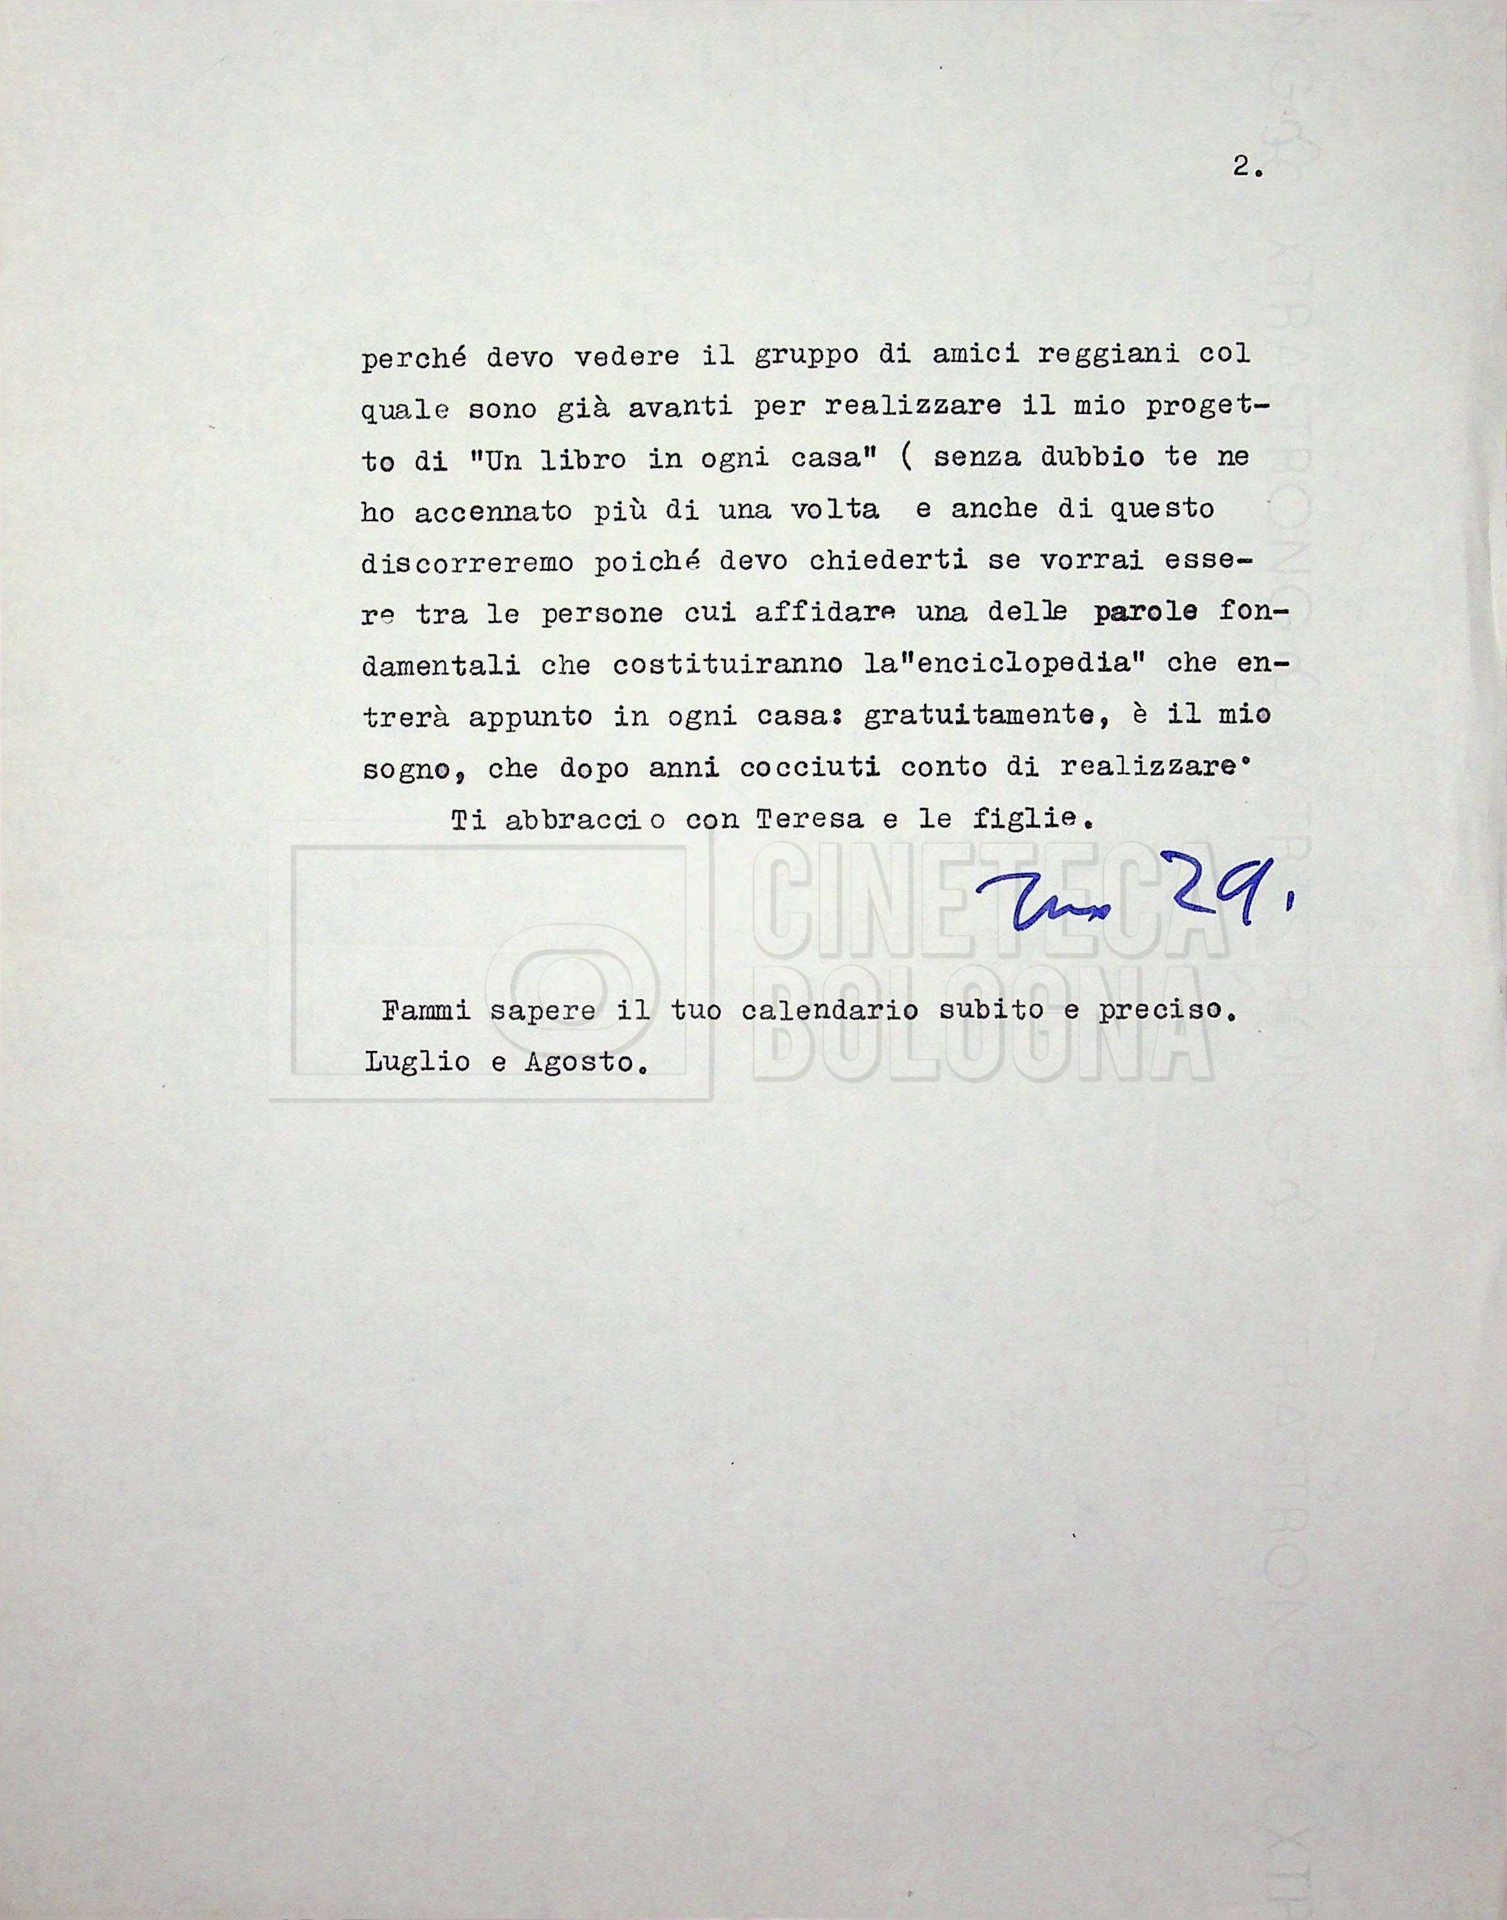 2.
perché devo vedere il gruppo di amici reggiani col
quale sono già avanti per realizzare il mio proget-
to di "Un libro in ogni casa" ( senza dubbio te ne
ho accennato più di una volta  e anche di questo
discorreremo poiché devo chiederti se vorrai esse-
re tra le persone cui affidare una delle parole fon-
damentali che costituiranno la"enciclopedia" che en-
trerà appunto in ogni casa: gratuitamente, è il mio
sogno, che dopo anni cocciuti conto di realizzare°
Ti abbraccio con Teresa e le figlie.
29.
CINETECA
BOLOGNA
Fammi sapere il tuo calendario subito e preciso.
Luglio e Agosto.